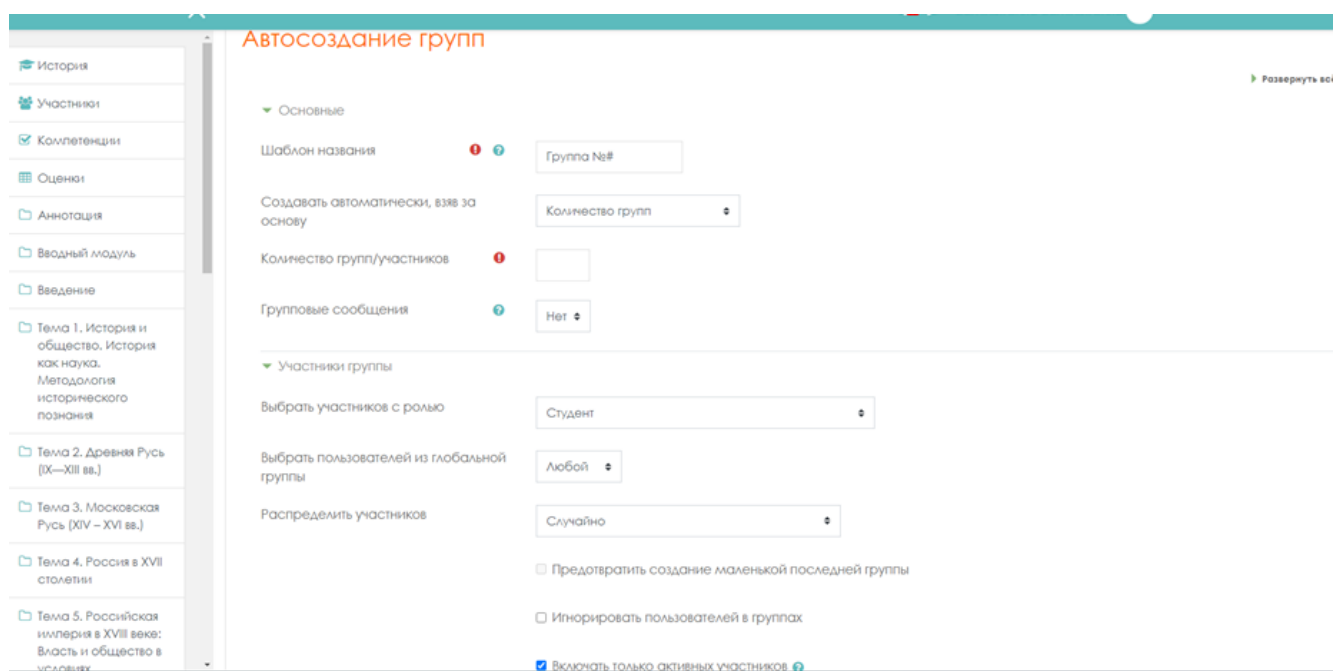 Автосоздание групп
Развернуть всё
История
Участники
Компетенции
Оценки
Аннотация
Вводный модуль
Введение
Тема 1. История и
общество. История
как наука.
Методология
исторического
познания
Тема 2. Древняя Русь
(IX—XIII вв.)
Тема 3. Московская
Русь (XIV – XVI вв.)
Тема 4. Россия в XVII
столетии
Тема 5. Российская
империя в XVIII веке:
Власть и общество в
условиях
Основные
Шаблон названия
Группа №#
Создавать автоматически, взяв за
основу
Количество групп
Количество групп/участников
Групповые сообщения
Нет
Участники группы
Выбрать участников с ролью
Студент
Выбрать пользователей из глобальной
группы
Любой
Распределить участников
Случайно
Предотвратить создание маленькой последней группы
Игнорировать пользователей в группах
Включать только активных участников